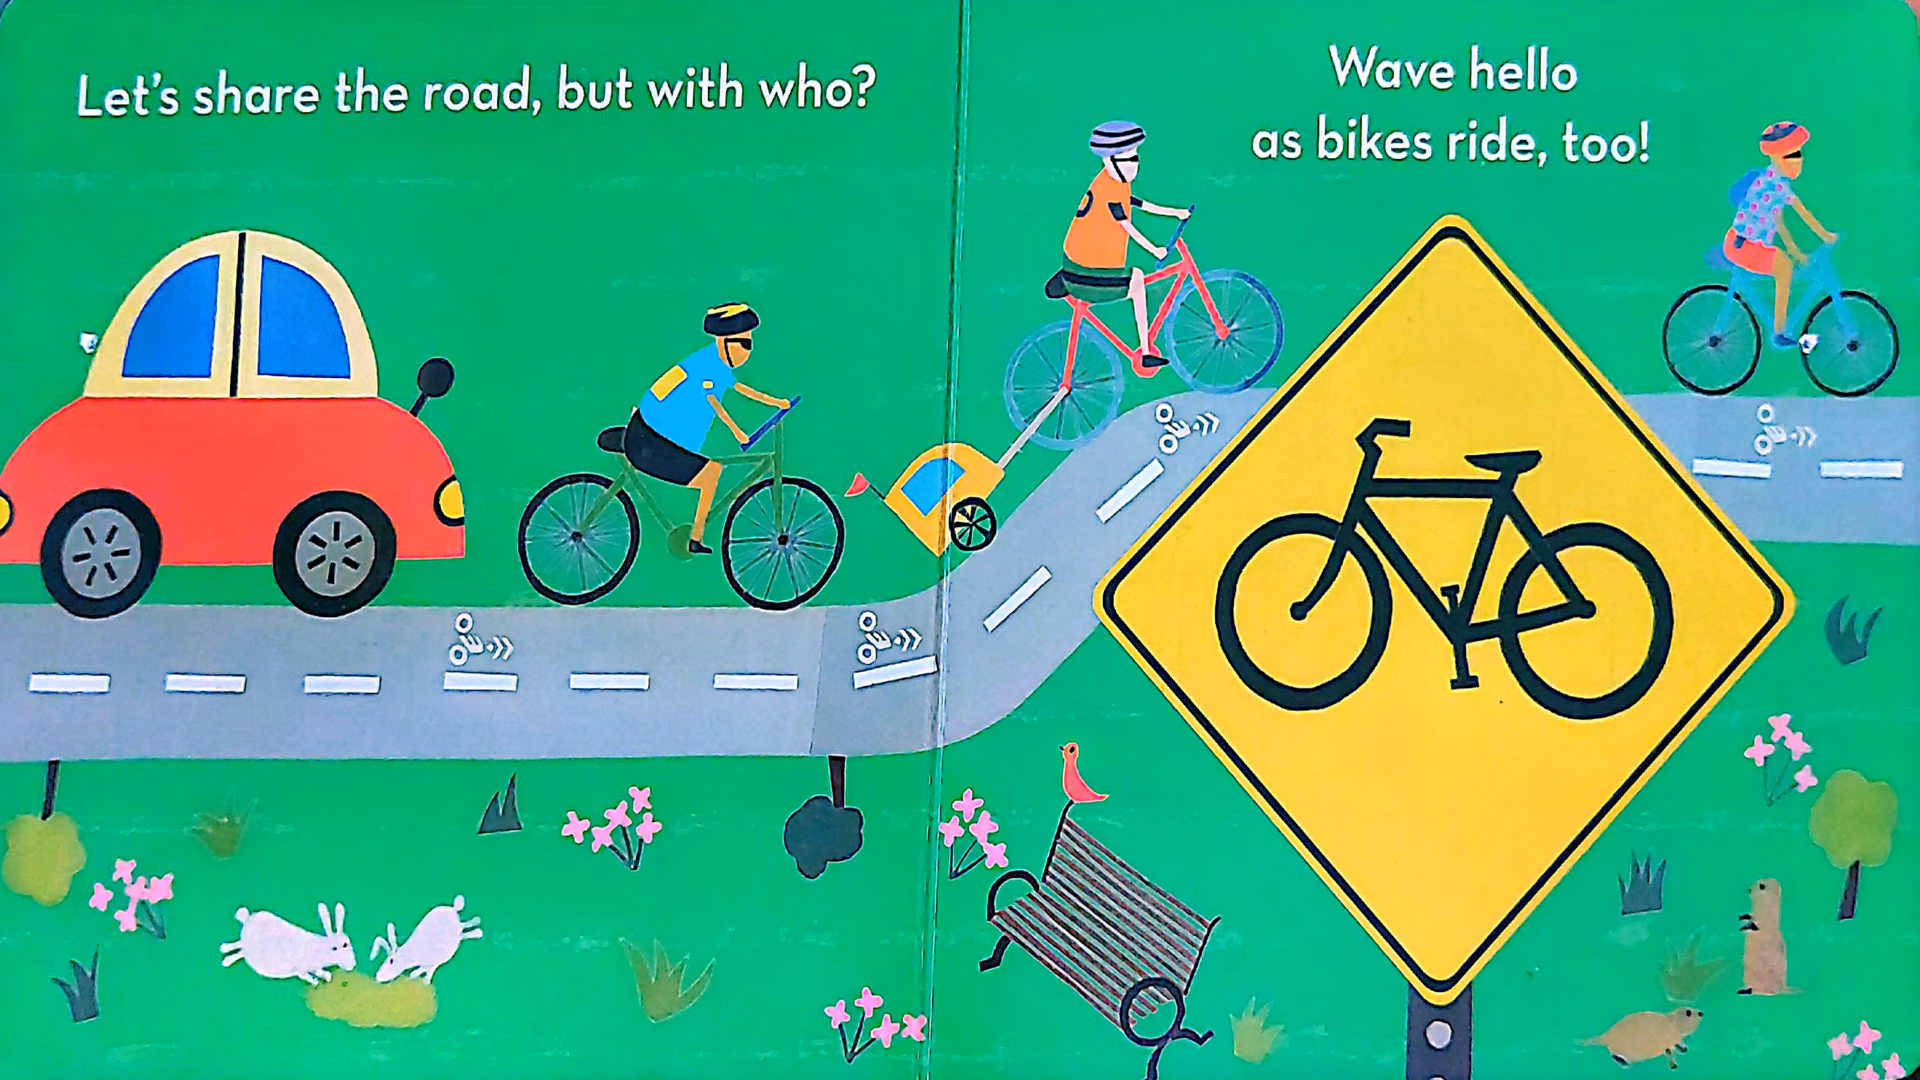 Let's share the road, but with who?
Wave hello
as bikes ride, too!